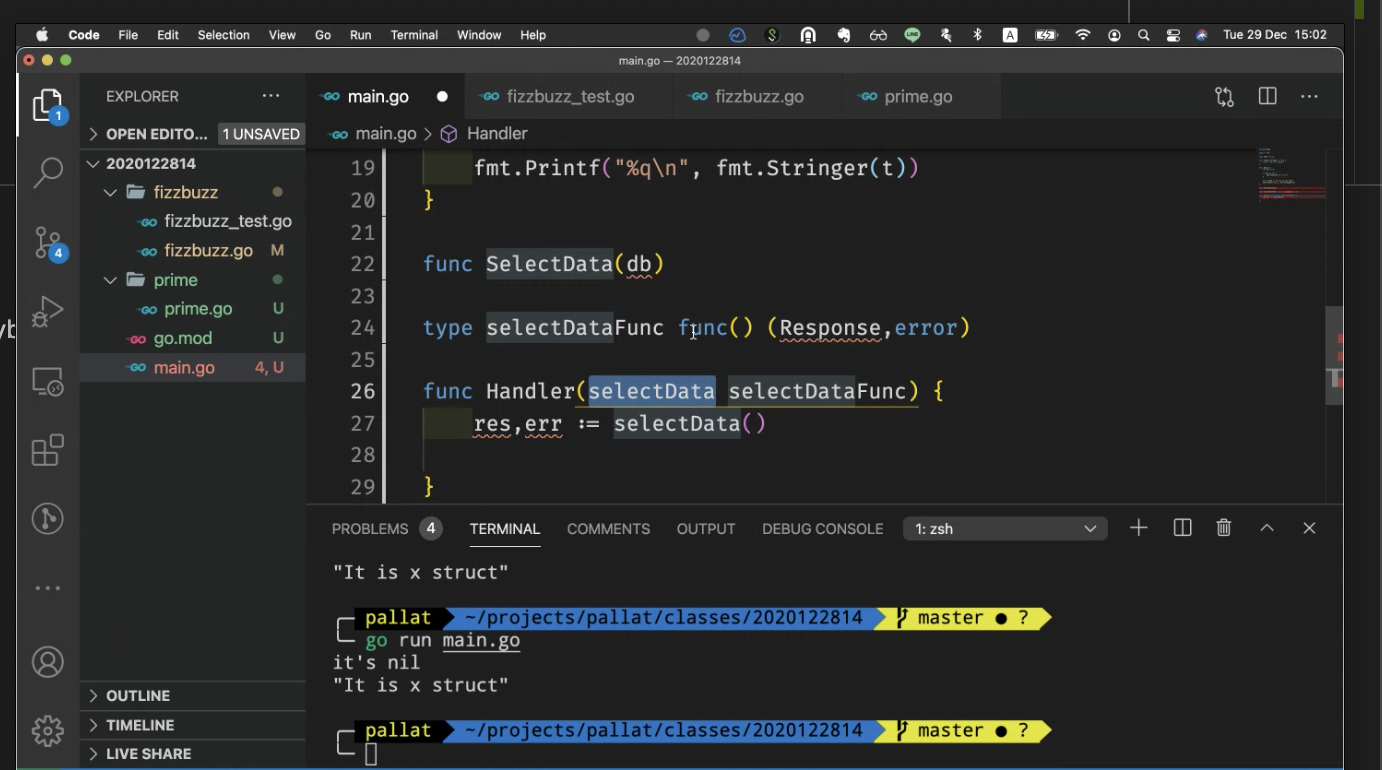 Code File Edit Selection View Go Run Terminal Window Help A Tue 29 Dec 15:02
main.go — 2020122814
EXPLORER ···
main.go ● fizzbuzz_test.go fizzbuzz.go prime.go ···
1
OPEN EDITO... 1 UNSAVED
main.go > Handler
2020122814
fizzbuzz
fizzbuzz_test.go
fizzbuzz.go M
prime
prime.go U
go.mod U
main.go 4, U
4
19 fmt.Printf("%q\n", fmt.Stringer(t))
20 }
21
22 func SelectData(db)
23
24 type selectDataFunc func() (Response,error)
25
26 func Handler(selectData selectDataFunc) {
27 res,err := selectData()
28
29 }
PROBLEMS 4 TERMINAL COMMENTS OUTPUT DEBUG CONSOLE 1: zsh
"It is x struct"
pallat ~/projects/pallat/classes/2020122814 master ● ?
go run main.go
it's nil
"It is x struct"
pallat ~/projects/pallat/classes/2020122814 master ● ?
OUTLINE
TIMELINE
LIVE SHARE